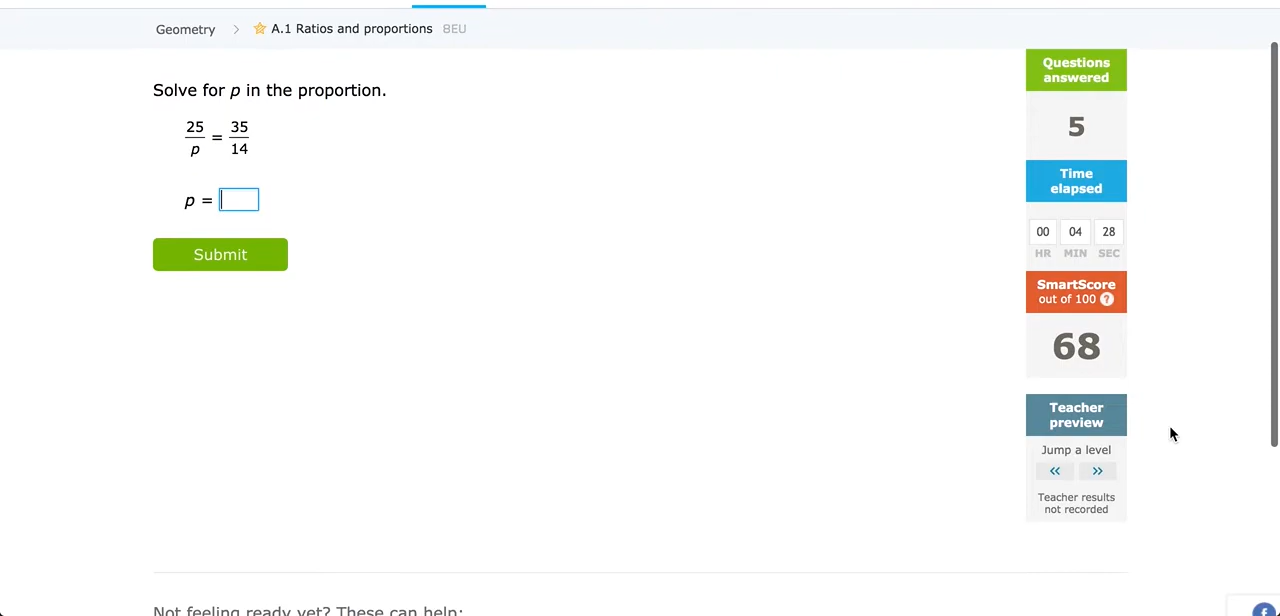 Geometry > A.1 Ratios and proportions 8EU
Solve for p in the proportion.
25/p = 35/14
p =
Submit
Questions
answered
5
Time
elapsed
00 04 28
HR MIN SEC
SmartScore
out of 100 ?
68
Teacher
preview
Jump a level
<< >>
Teacher results
not recorded
Not feeling ready yet? These can help:
f